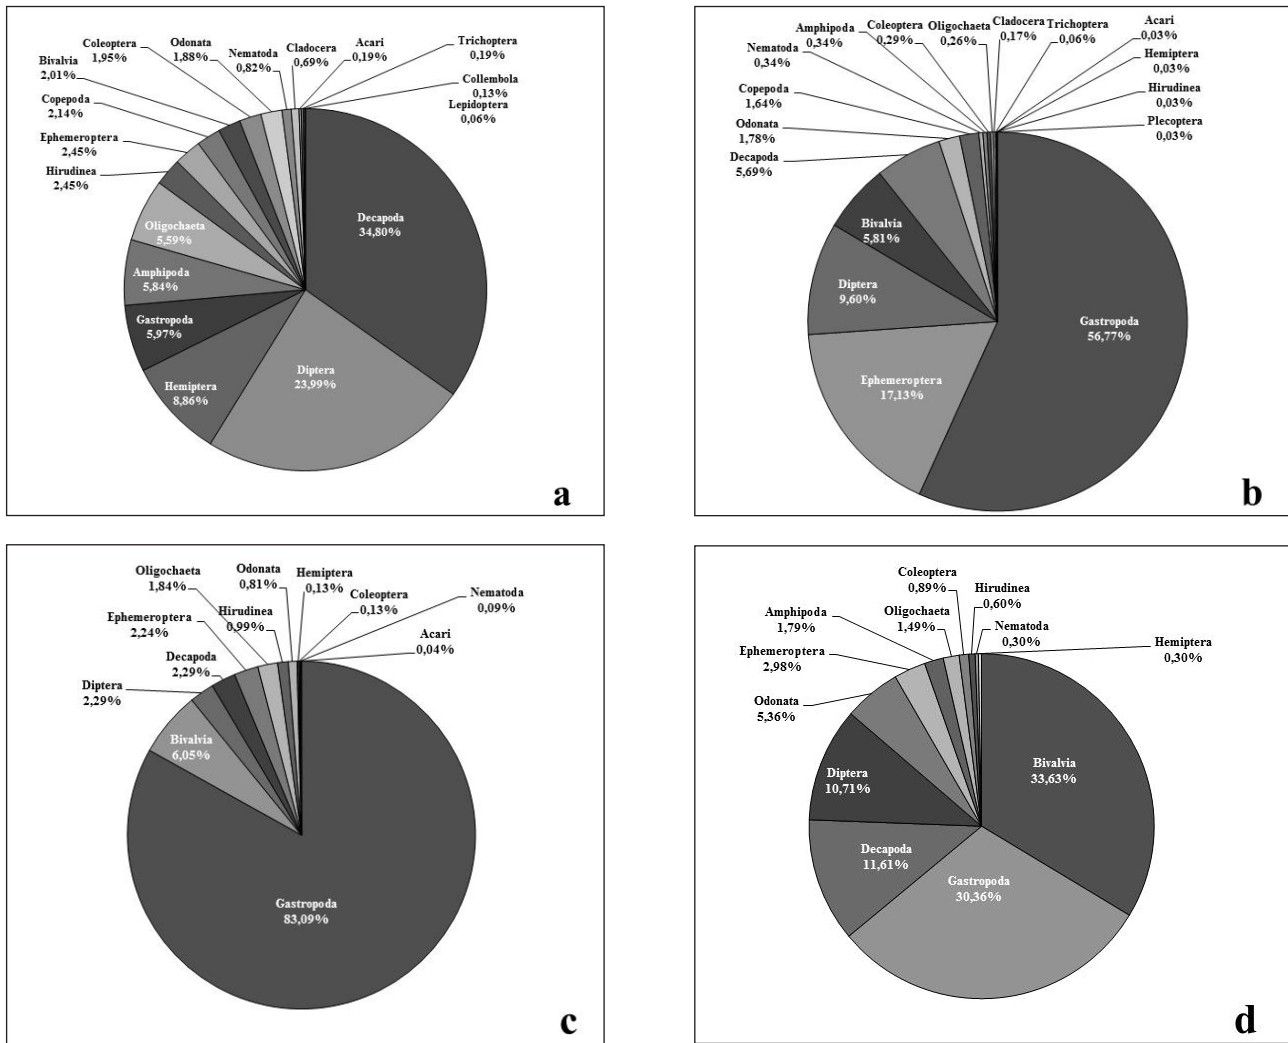 Decapoda
34,80%
Diptera
23,99%
Hemiptera
8,86%
Gastropoda
5,97%
Amphipoda
5,84%
Oligochaeta
5,59%
Hirudinea
2,45%
Ephemeroptera
2,45%
Copepoda
2,14%
Bivalvia
2,01%
Coleoptera
1,95%
Odonata
1,88%
Nematoda
0,82%
Cladocera
0,69%
Acari
0,19%
Trichoptera
0,19%
Collembola
0,13%
Lepidoptera
0,06%
a
Gastropoda
56,77%
Ephemeroptera
17,13%
Diptera
9,60%
Bivalvia
5,81%
Decapoda
5,69%
Odonata
1,78%
Copepoda
1,64%
Nematoda
0,34%
Amphipoda
0,34%
Coleoptera
0,29%
Oligochaeta
0,26%
Cladocera
0,17%
Trichoptera
0,06%
Acari
0,03%
Hemiptera
0,03%
Hirudinea
0,03%
Plecoptera
0,03%
b
Gastropoda
83,09%
Bivalvia
6,05%
Diptera
2,29%
Decapoda
2,29%
Ephemeroptera
2,24%
Oligochaeta
1,84%
Hirudinea
0,99%
Odonata
0,81%
Hemiptera
0,13%
Coleoptera
0,13%
Nematoda
0,09%
Acari
0,04%
c
Bivalvia
33,63%
Gastropoda
30,36%
Decapoda
11,61%
Diptera
10,71%
Odonata
5,36%
Ephemeroptera
2,98%
Amphipoda
1,79%
Oligochaeta
1,49%
Coleoptera
0,89%
Hirudinea
0,60%
Nematoda
0,30%
Hemiptera
0,30%
d